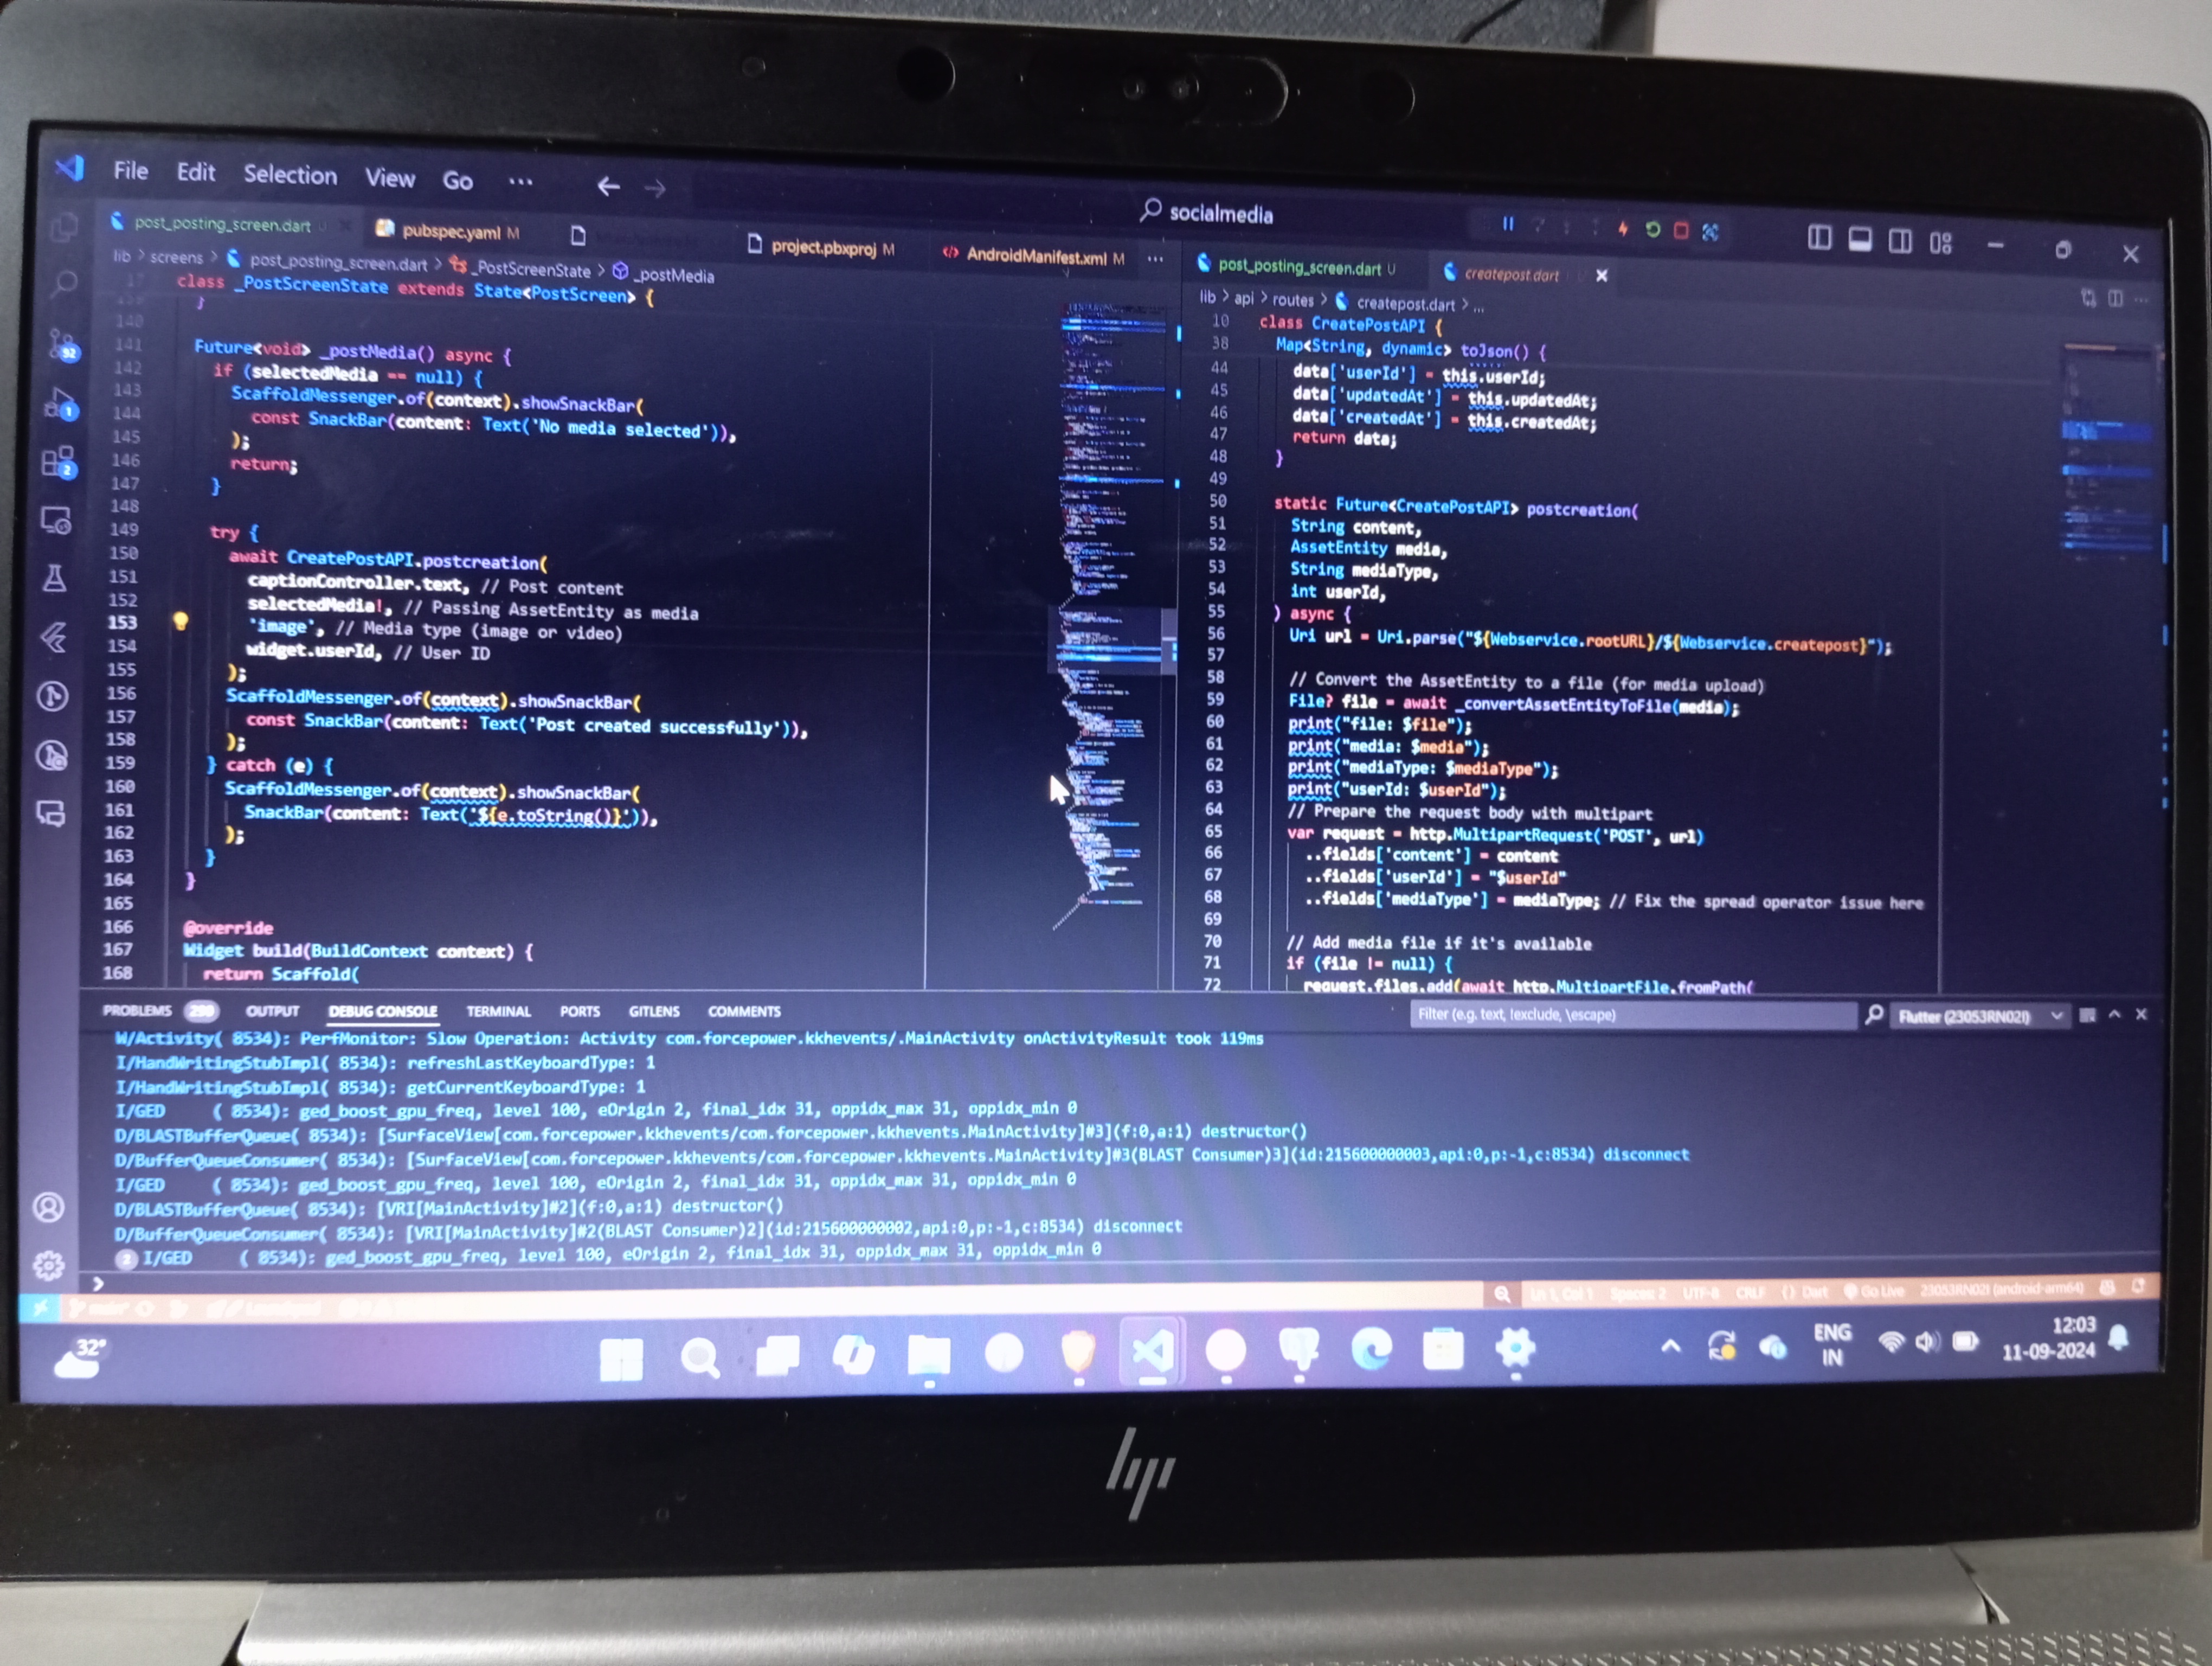 File Edit Selection View Go ...
socialmedia
post_posting_screen.dart U
pubspec.yaml M
project.pbxproj M
AndroidManifest.xml M ...
lib > screens > post_posting_screen.dart > _PostScreenState > _postMedia
17 class _PostScreenState extends State<PostScreen> {
139 }
140
141 Future<void> _postMedia() async {
142 if (selectedMedia == null) {
143 ScaffoldMessenger.of(context).showSnackBar(
144 const SnackBar(content: Text('No media selected')),
145 );
146 return;
147 }
148
149 try {
150 await CreatePostAPI.postcreation(
151 captionController.text, // Post content
152 selectedMedia!, // Passing AssetEntity as media
153 'image', // Media type (image or video)
154 widget.userId, // User ID
155 );
156 ScaffoldMessenger.of(context).showSnackBar(
157 const SnackBar(content: Text('Post created successfully')),
158 );
159 } catch (e) {
160 ScaffoldMessenger.of(context).showSnackBar(
161 SnackBar(content: Text('${e.toString()}')),
162 );
163 }
164 }
165
166 @override
167 Widget build(BuildContext context) {
168 return Scaffold(
post_posting_screen.dart U
createpost.dart
lib > api > routes > createpost.dart > ...
10 class CreatePostAPI {
38 Map<String, dynamic> toJson() {
44 data['userId'] = this.userId;
45 data['updatedAt'] = this.updatedAt;
46 data['createdAt'] = this.createdAt;
47 return data;
48 }
49
50 static Future<CreatePostAPI> postcreation(
51 String content,
52 AssetEntity media,
53 String mediaType,
54 int userId,
55 ) async {
56 Uri url = Uri.parse("${Webservice.rootURL}/${Webservice.createpost}");
57
58 // Convert the AssetEntity to a file (for media upload)
59 File? file = await _convertAssetEntityToFile(media);
60 print("file: $file");
61 print("media: $media");
62 print("mediaType: $mediaType");
63 print("userId: $userId");
64 // Prepare the request body with multipart
65 var request = http.MultipartRequest('POST', url)
66 ..fields['content'] = content
67 ..fields['userId'] = "$userId"
68 ..fields['mediaType'] = mediaType; // Fix the spread operator issue here
69
70 // Add media file if it's available
71 if (file != null) {
72 request.files.add(await http.MultipartFile.fromPath(
92
1
2
PROBLEMS 290 OUTPUT DEBUG CONSOLE TERMINAL PORTS GITLENS COMMENTS
Filter (e.g. text, !exclude, \escape)
Flutter (23053RN02I)
W/Activity( 8534): PerfMonitor: Slow Operation: Activity com.forcepower.kkhevents/.MainActivity onActivityResult took 119ms
I/HandWritingStubImpl( 8534): refreshLastKeyboardType: 1
I/HandWritingStubImpl( 8534): getCurrentKeyboardType: 1
I/GED ( 8534): ged_boost_gpu_freq, level 100, eOrigin 2, final_idx 31, oppidx_max 31, oppidx_min 0
D/BLASTBufferQueue( 8534): [SurfaceView[com.forcepower.kkhevents/com.forcepower.kkhevents.MainActivity]#3](f:0,a:1) destructor()
D/BufferQueueConsumer( 8534): [SurfaceView[com.forcepower.kkhevents/com.forcepower.kkhevents.MainActivity]#3(BLAST Consumer)3](id:215600000003,api:0,p:-1,c:8534) disconnect
I/GED ( 8534): ged_boost_gpu_freq, level 100, eOrigin 2, final_idx 31, oppidx_max 31, oppidx_min 0
D/BLASTBufferQueue( 8534): [VRI[MainActivity]#2](f:0,a:1) destructor()
D/BufferQueueConsumer( 8534): [VRI[MainActivity]#2(BLAST Consumer)2](id:215600000002,api:0,p:-1,c:8534) disconnect
2 I/GED ( 8534): ged_boost_gpu_freq, level 100, eOrigin 2, final_idx 31, oppidx_max 31, oppidx_min 0
>
main* Ln 1, Col 1 Spaces: 2 UTF-8 CRLF {} Dart Go Live 23053RN02I (android-arm64)
32°
ENG
IN
12:03
11-09-2024
hp